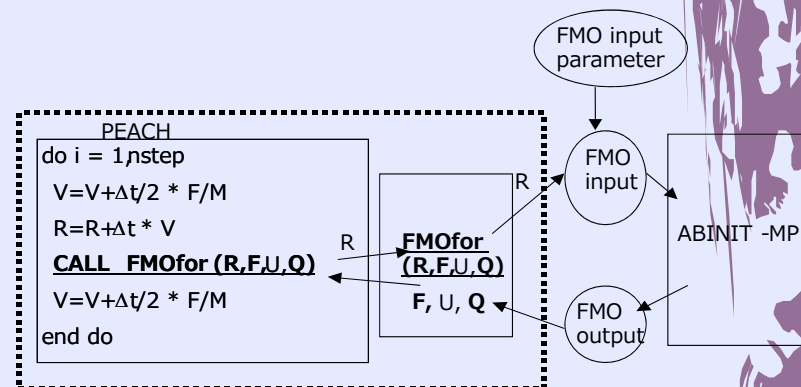 FMO input
parameter
PEACH
do i = 1,nstep
V=V+Δt/2 * F/M
R=R+Δt * V
CALL FMOfor (R,F,U,Q)
V=V+Δt/2 * F/M
end do
R
FMOfor
(R,F,U,Q)
F, U, Q
R
FMO
input
ABINIT -MP
FMO
output